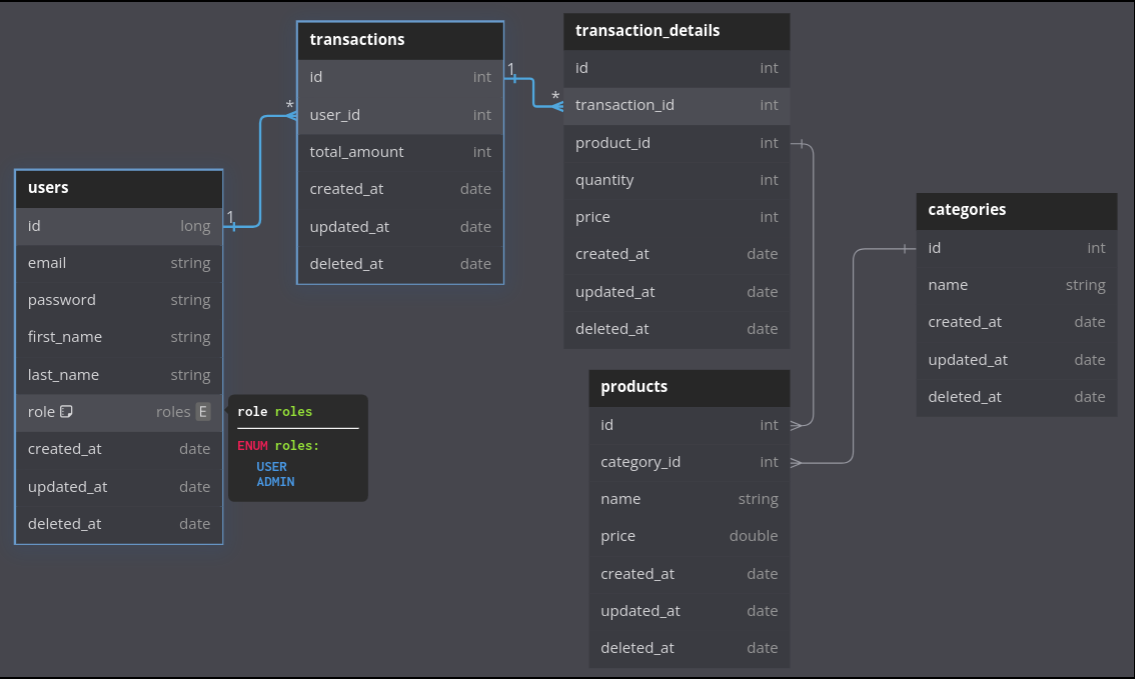 transactions
id int
user_id int
total_amount int
created_at date
updated_at date
deleted_at date
1
*
transaction_details
id int
transaction_id int
product_id int
quantity int
price int
created_at date
updated_at date
deleted_at date
1
*
users
id long
email string
password string
first_name string
last_name string
role roles E
created_at date
updated_at date
deleted_at date
role roles
ENUM roles:
USER
ADMIN
categories
id int
name string
created_at date
updated_at date
deleted_at date
products
id int
category_id int
name string
price double
created_at date
updated_at date
deleted_at date